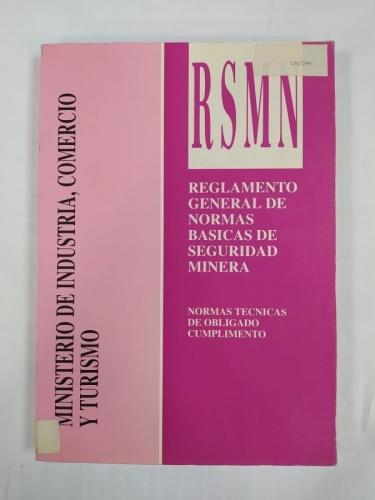 RSMN
REGLAMENTO
GENERAL DE
NORMAS
BASICAS DE
SEGURIDAD
MINERA
NORMAS TECNICAS
DE OBLIGADO
CUMPLIMENTO
MINISTERIO DE INDUSTRIA, COMERCIO
Y TURISMO